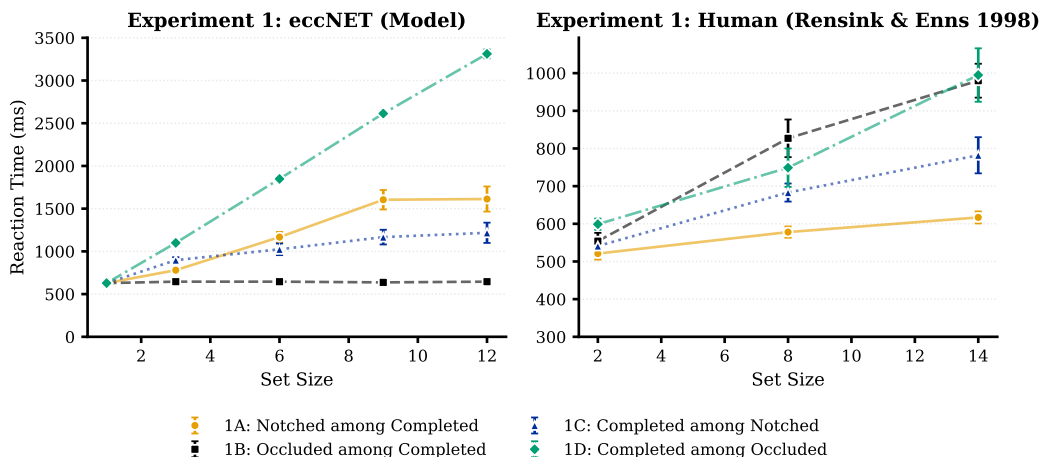 Experiment 1: eccNET (Model)
Experiment 1: Human (Rensink & Enns 1998)
Reaction Time (ms)
3500
3000
2500
2000
1500
1000
500
0
2 4 6 8 10 12
Set Size
1000
900
800
700
600
500
400
300
2 4 6 8 10 12 14
Set Size
1A: Notched among Completed
1B: Occluded among Completed
1C: Completed among Notched
1D: Completed among Occluded